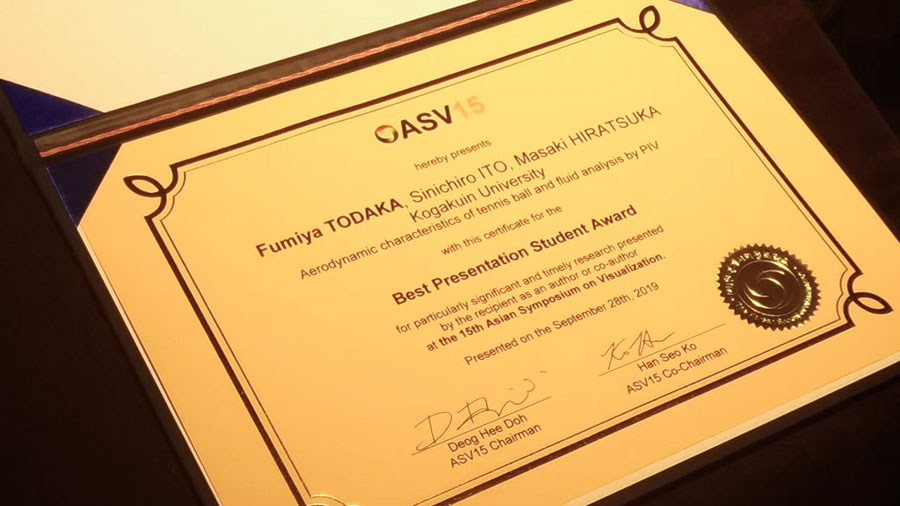 ASV15
hereby presents
Fumiya TODAKA, Sinichiro ITO, Masaki HIRATSUKA
Kogakuin University
Aerodynamic characteristics of tennis ball and fluid analysis by PIV
with this certificate for the
Best Presentation Student Award
for particularly significant and timely research presented
by the recipient as an author or co-author
at the 15th Asian Symposium on Visualization.
Presented on the September 28th, 2019
Deog Hee Doh
ASV15 Chairman
Han Seo Ko
ASV15 Co-Chairman